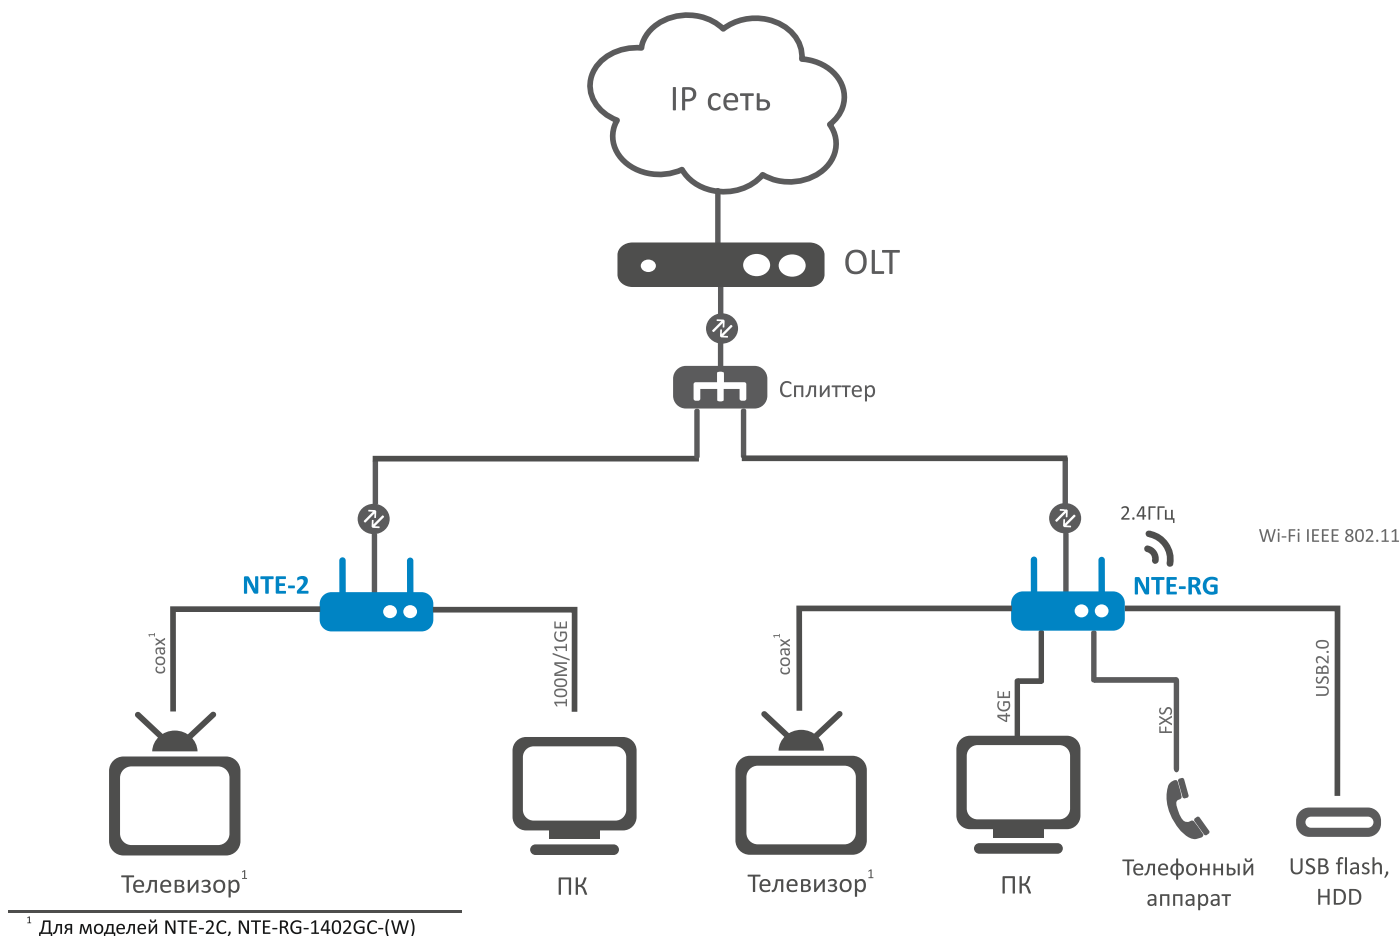 IP сеть
OLT
Сплиттер
2.4ГГц
Wi-Fi IEEE 802.11
NTE-2
NTE-RG
coax¹
100M/1GE
coax¹
4GE
FXS
USB2.0
Телевизор¹
ПК
Телевизор¹
ПК
Телефонный
аппарат
USB flash,
HDD
¹ Для моделей NTE-2C, NTE-RG-1402GC-(W)